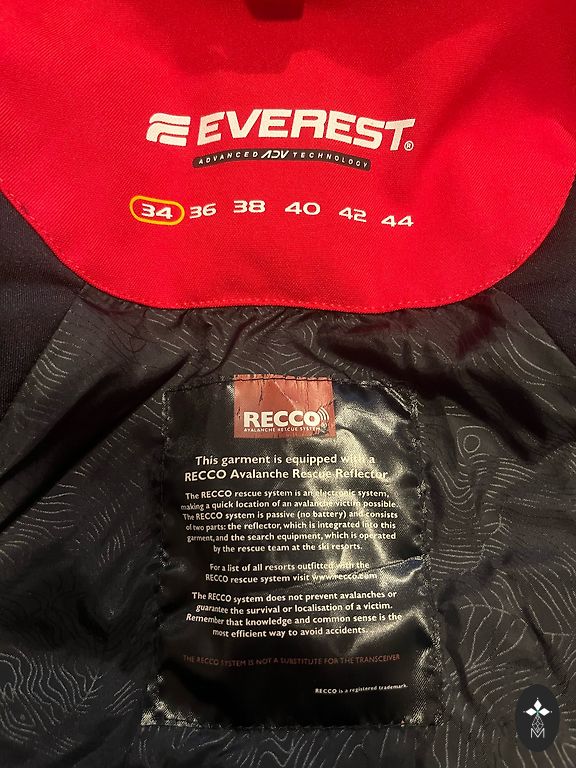 EVEREST®
ADVANCED ADV TECHNOLOGY
34 36 38 40 42 44
RECCO
AVALANCHE RESCUE SYSTEM
This garment is equipped with a
RECCO Avalanche Rescue Reflector
The RECCO rescue system is an electronic system,
making a quick location of an avalanche victim possible.
The RECCO system is passive (no battery) and consists
of two parts: the reflector, which is integrated into this
garment, and the search equipment, which is operated
by the rescue team at the ski resorts.
For a list of all resorts outfitted with the
RECCO rescue system visit www.recco.com
The RECCO system does not prevent avalanches or
guarantee the survival or localisation of a victim.
Remember that knowledge and common sense is the
most efficient way to avoid accidents.
THE RECCO SYSTEM IS NOT A SUBSTITUTE FOR THE TRANSCEIVER
RECCO is a registered trademark.
M